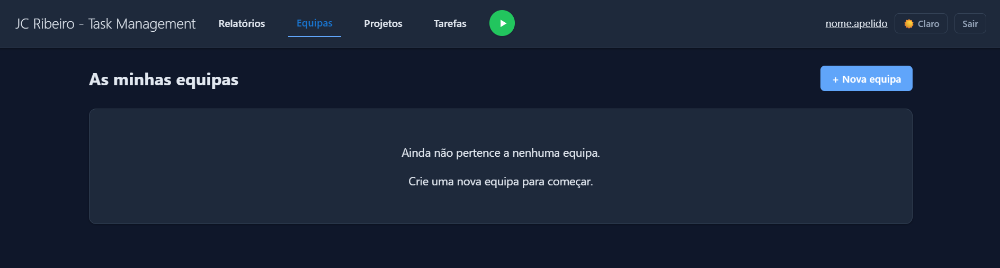 JC Ribeiro - Task Management Relatórios Equipas Projetos Tarefas nome.apelido Claro Sair
As minhas equipas + Nova equipa
Ainda não pertence a nenhuma equipa.
Crie uma nova equipa para começar.